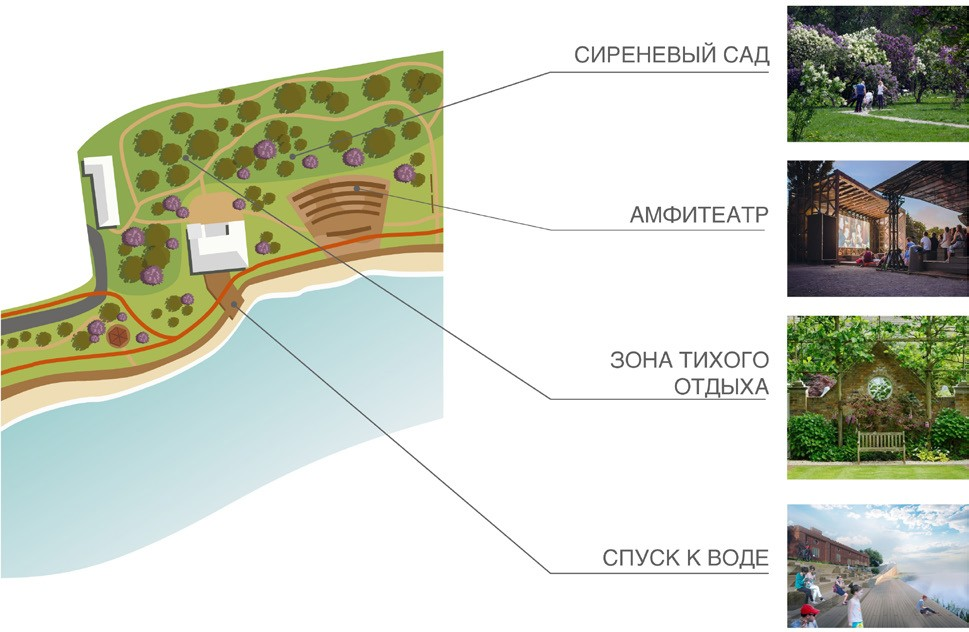 СИРЕНЕВЫЙ САД
АМФИТЕАТР
ЗОНА ТИХОГО
ОТДЫХА
СПУСК К ВОДЕ